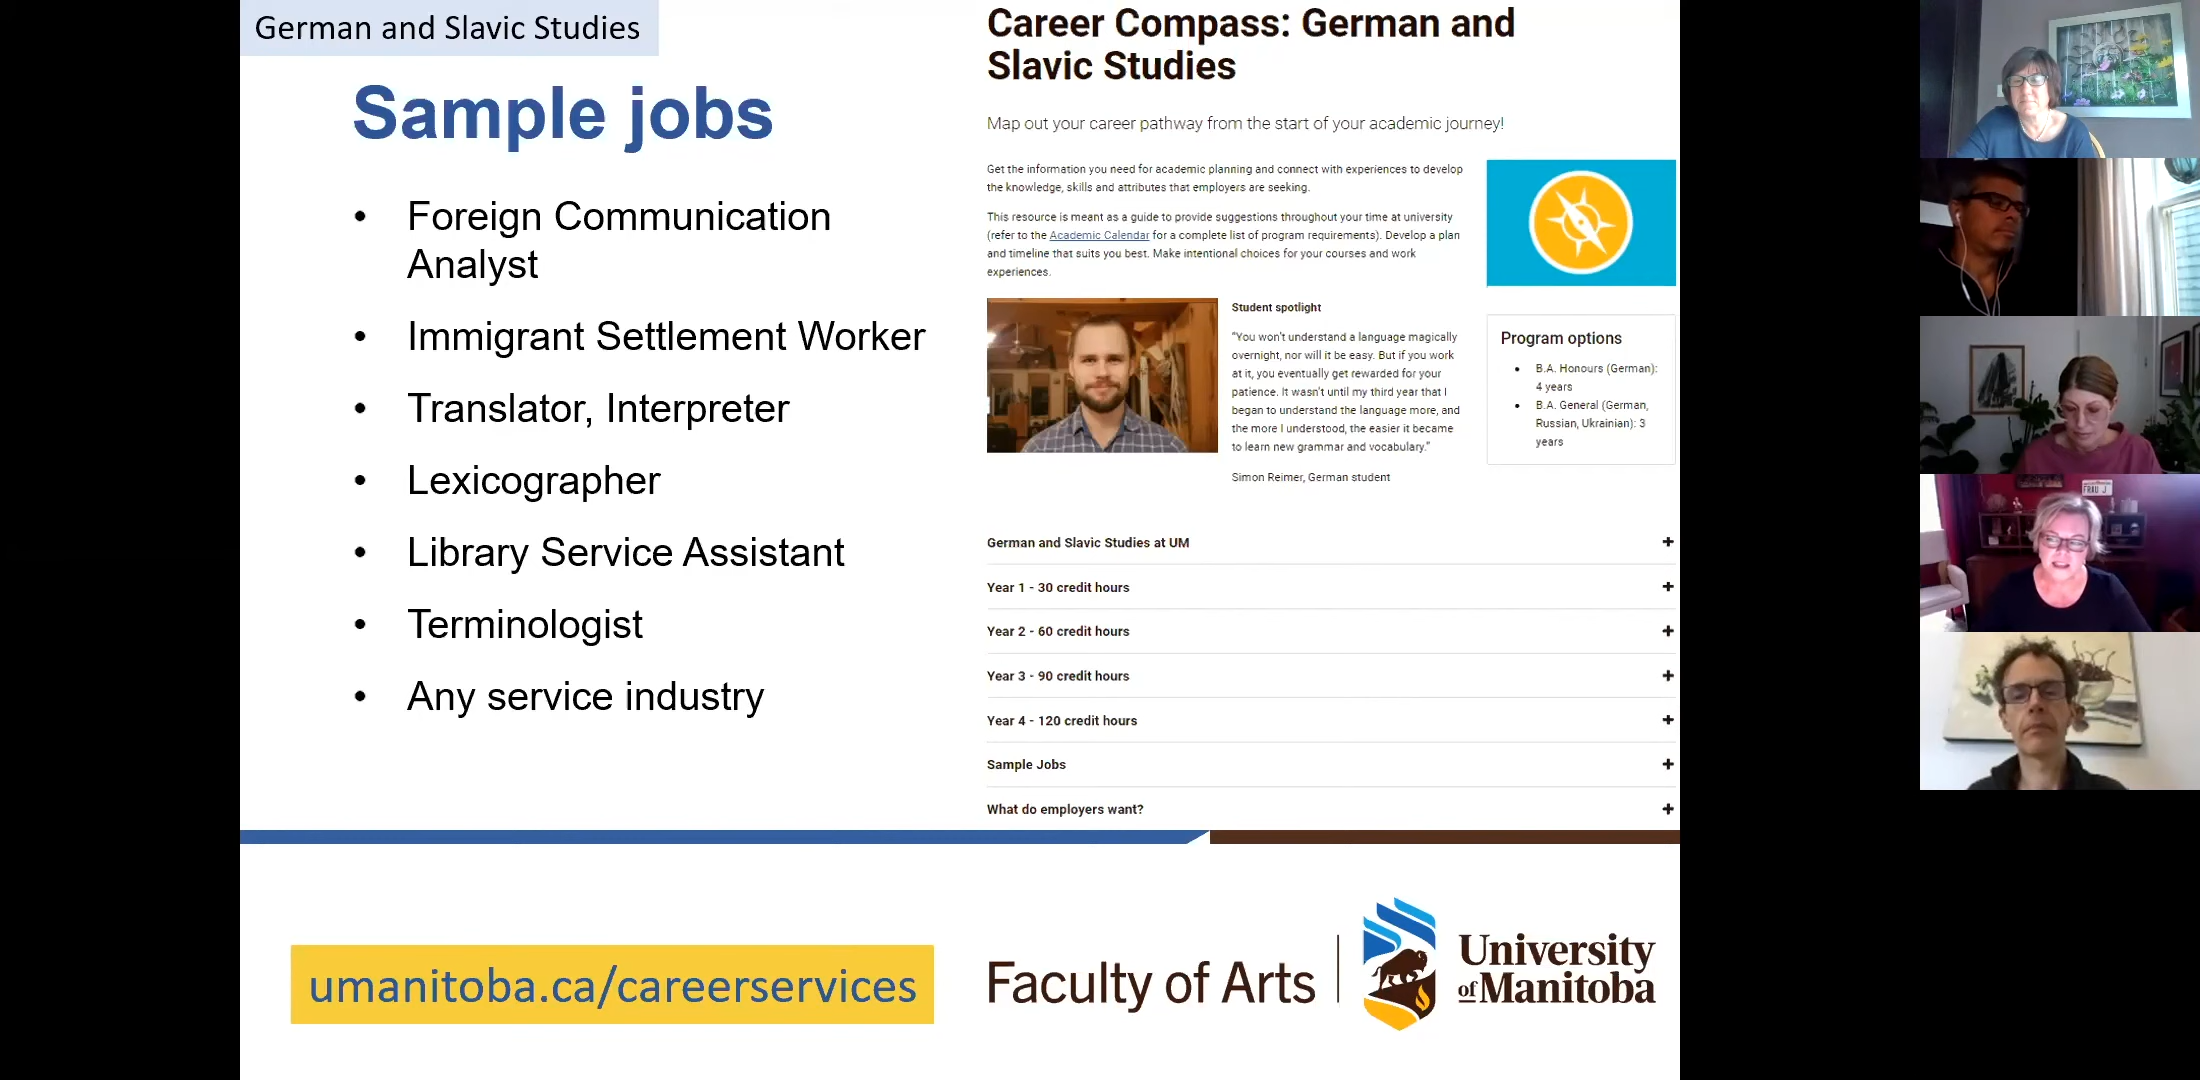 German and Slavic Studies
Sample jobs
• Foreign Communication
Analyst
• Immigrant Settlement Worker
• Translator, Interpreter
• Lexicographer
• Library Service Assistant
• Terminologist
• Any service industry
Career Compass: German and
Slavic Studies
Map out your career pathway from the start of your academic journey!
Get the information you need for academic planning and connect with experiences to develop
the knowledge, skills and attributes that employers are seeking.
This resource is meant as a guide to provide suggestions throughout your time at university
(refer to the Academic Calendar for a complete list of program requirements). Develop a plan
and timeline that suits you best. Make intentional choices for your courses and work
experiences.
Student spotlight
"You won't understand a language magically
overnight, nor will it be easy. But if you work
at it, you eventually get rewarded for your
patience. It wasn't until my third year that I
began to understand the language more, and
the more I understood, the easier it became
to learn new grammar and vocabulary."
Simon Reimer, German student
Program options
• B.A. Honours (German):
4 years
• B.A. General (German,
Russian, Ukrainian): 3
years
German and Slavic Studies at UM +
Year 1 - 30 credit hours +
Year 2 - 60 credit hours +
Year 3 - 90 credit hours +
Year 4 - 120 credit hours +
Sample Jobs +
What do employers want? +
umanitoba.ca/careerservices
Faculty of Arts
University
of Manitoba
FRAU J